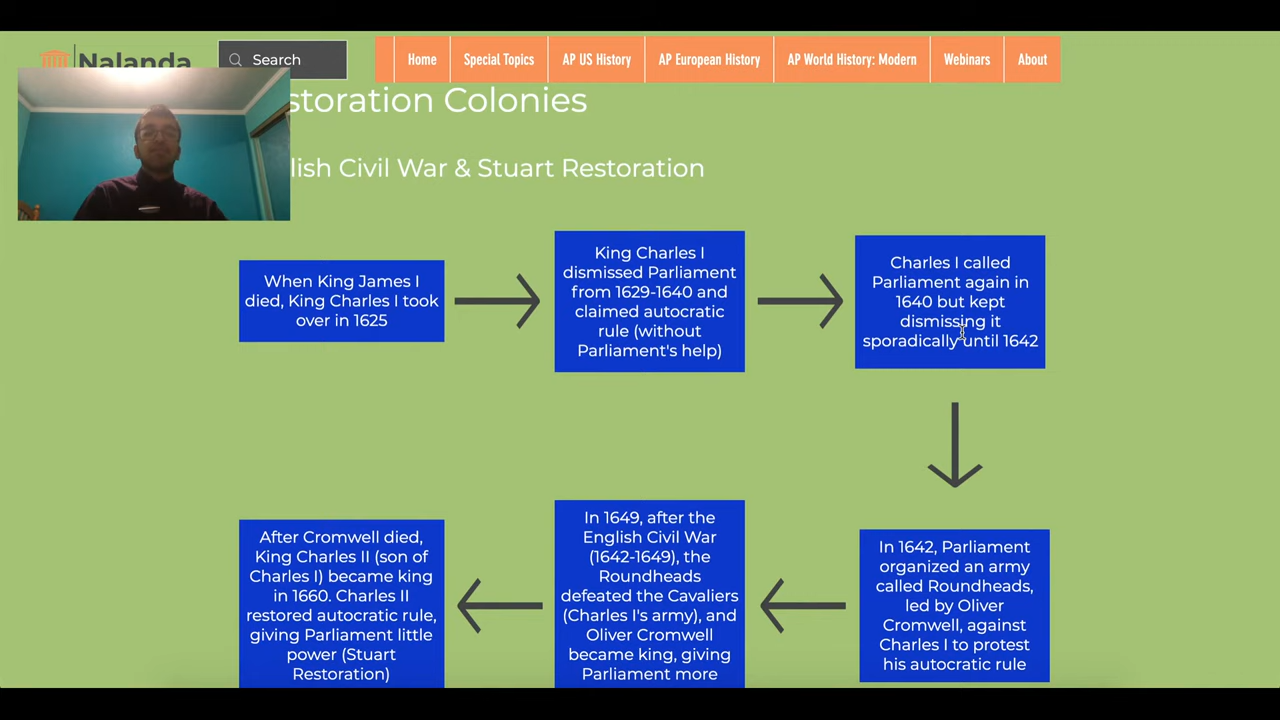 Nalanda
Search
Home
Special Topics
AP US History
AP European History
AP World History: Modern
Webinars
About
storation Colonies
lish Civil War & Stuart Restoration
When King James I
died, King Charles I took
over in 1625
King Charles I
dismissed Parliament
from 1629-1640 and
claimed autocratic
rule (without
Parliament's help)
Charles I called
Parliament again in
1640 but kept
dismissing it
sporadically until 1642
In 1642, Parliament
organized an army
called Roundheads,
led by Oliver
Cromwell, against
Charles I to protest
his autocratic rule
In 1649, after the
English Civil War
(1642-1649), the
Roundheads
defeated the Cavaliers
(Charles I's army), and
Oliver Cromwell
became king, giving
Parliament more
After Cromwell died,
King Charles II (son of
Charles I) became king
in 1660. Charles II
restored autocratic rule,
giving Parliament little
power (Stuart
Restoration)